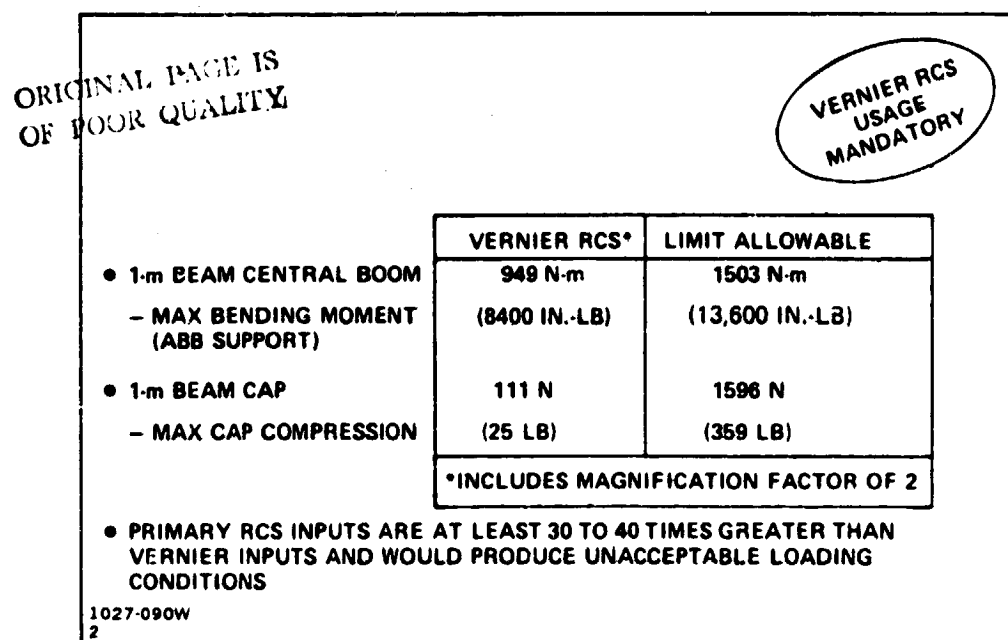 ORIGINAL PAGE IS
OF POOR QUALITY
VERNIER RCS
USAGE
MANDATORY
VERNIER RCS* LIMIT ALLOWABLE
• 1-m BEAM CENTRAL BOOM 949 N-m 1503 N-m
– MAX BENDING MOMENT (8400 IN.-LB) (13,600 IN.-LB)
(ABB SUPPORT)
• 1-m BEAM CAP 111 N 1596 N
– MAX CAP COMPRESSION (25 LB) (359 LB)
*INCLUDES MAGNIFICATION FACTOR OF 2
• PRIMARY RCS INPUTS ARE AT LEAST 30 TO 40 TIMES GREATER THAN
VERNIER INPUTS AND WOULD PRODUCE UNACCEPTABLE LOADING
CONDITIONS
1027-090W
2